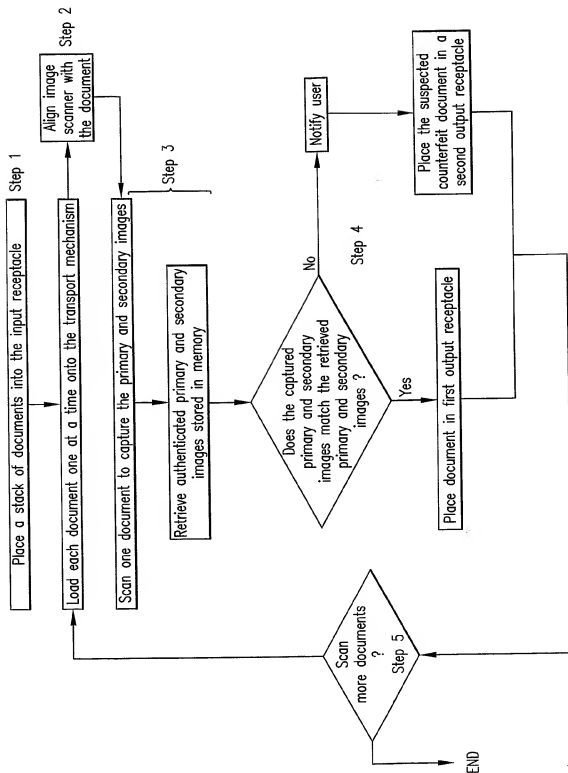 Place a stack of documents into the input receptacle
Step 1
Load each document one at a time onto the transport mechanism
Align image
scanner with
the document
Step 2
Scan one document to capture the primary and secondary images
Step 3
Retrieve authenticated primary and secondary
images stored in memory
Does the captured
primary and secondary
images match the retrieved
primary and secondary
images ?
No
Step 4
Notify user
Yes
Place document in first output receptacle
Place the suspected
counterfeit document in a
second output receptacle
Scan
more documents
?
Step 5
END